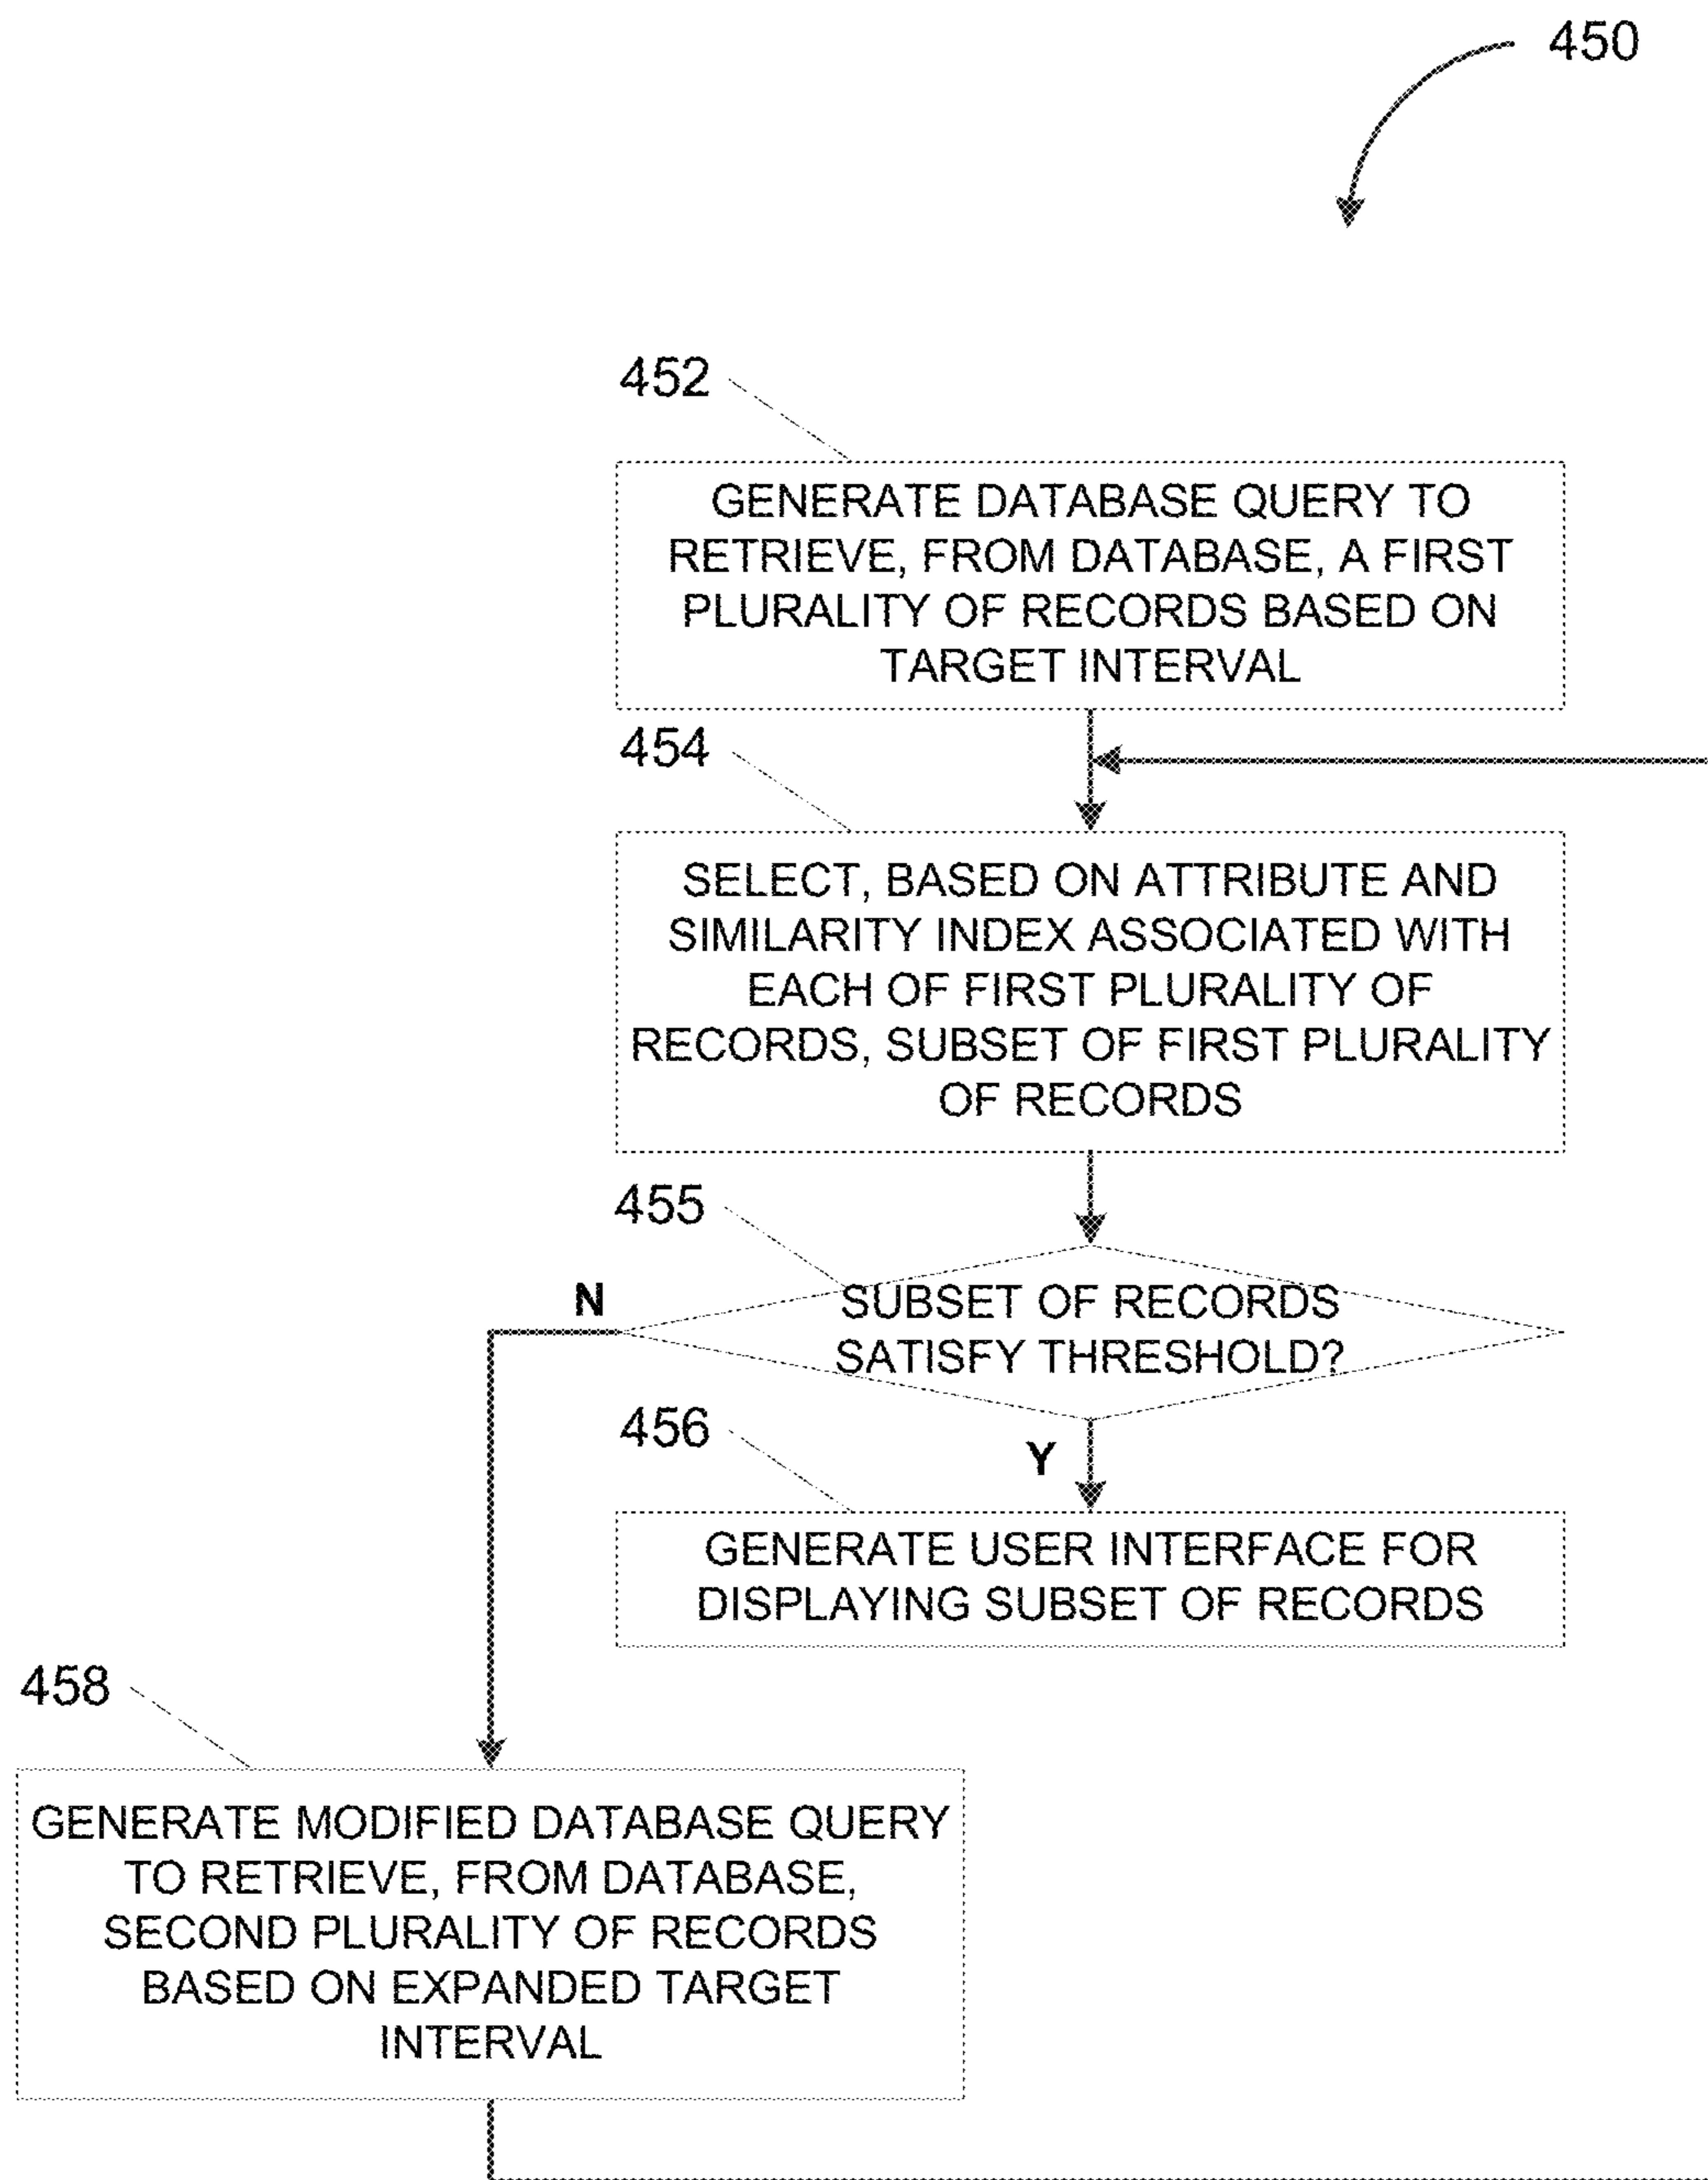 450
452
GENERATE DATABASE QUERY TO
RETRIEVE, FROM DATABASE, A FIRST
PLURALITY OF RECORDS BASED ON
TARGET INTERVAL
454
SELECT, BASED ON ATTRIBUTE AND
SIMILARITY INDEX ASSOCIATED WITH
EACH OF FIRST PLURALITY OF
RECORDS, SUBSET OF FIRST PLURALITY
OF RECORDS
455
N
SUBSET OF RECORDS
SATISFY THRESHOLD?
456
Y
GENERATE USER INTERFACE FOR
DISPLAYING SUBSET OF RECORDS
458
GENERATE MODIFIED DATABASE QUERY
TO RETRIEVE, FROM DATABASE,
SECOND PLURALITY OF RECORDS
BASED ON EXPANDED TARGET
INTERVAL